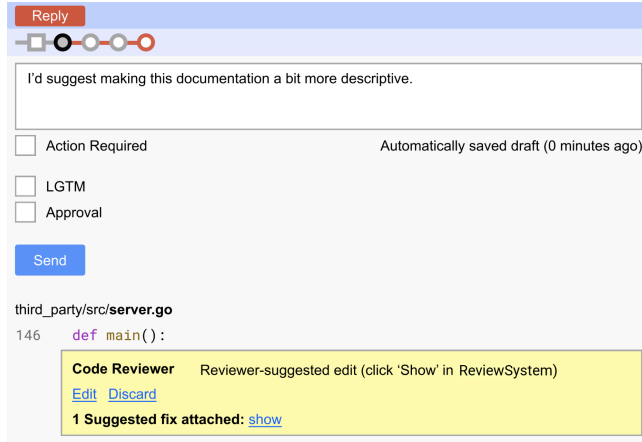 Reply
I’d suggest making this documentation a bit more descriptive.
Action Required
Automatically saved draft (0 minutes ago)
LGTM
Approval
Send
third_party/src/server.go
146 def main():
Code Reviewer Reviewer-suggested edit (click ‘Show’ in ReviewSystem)
Edit Discard
1 Suggested fix attached: show